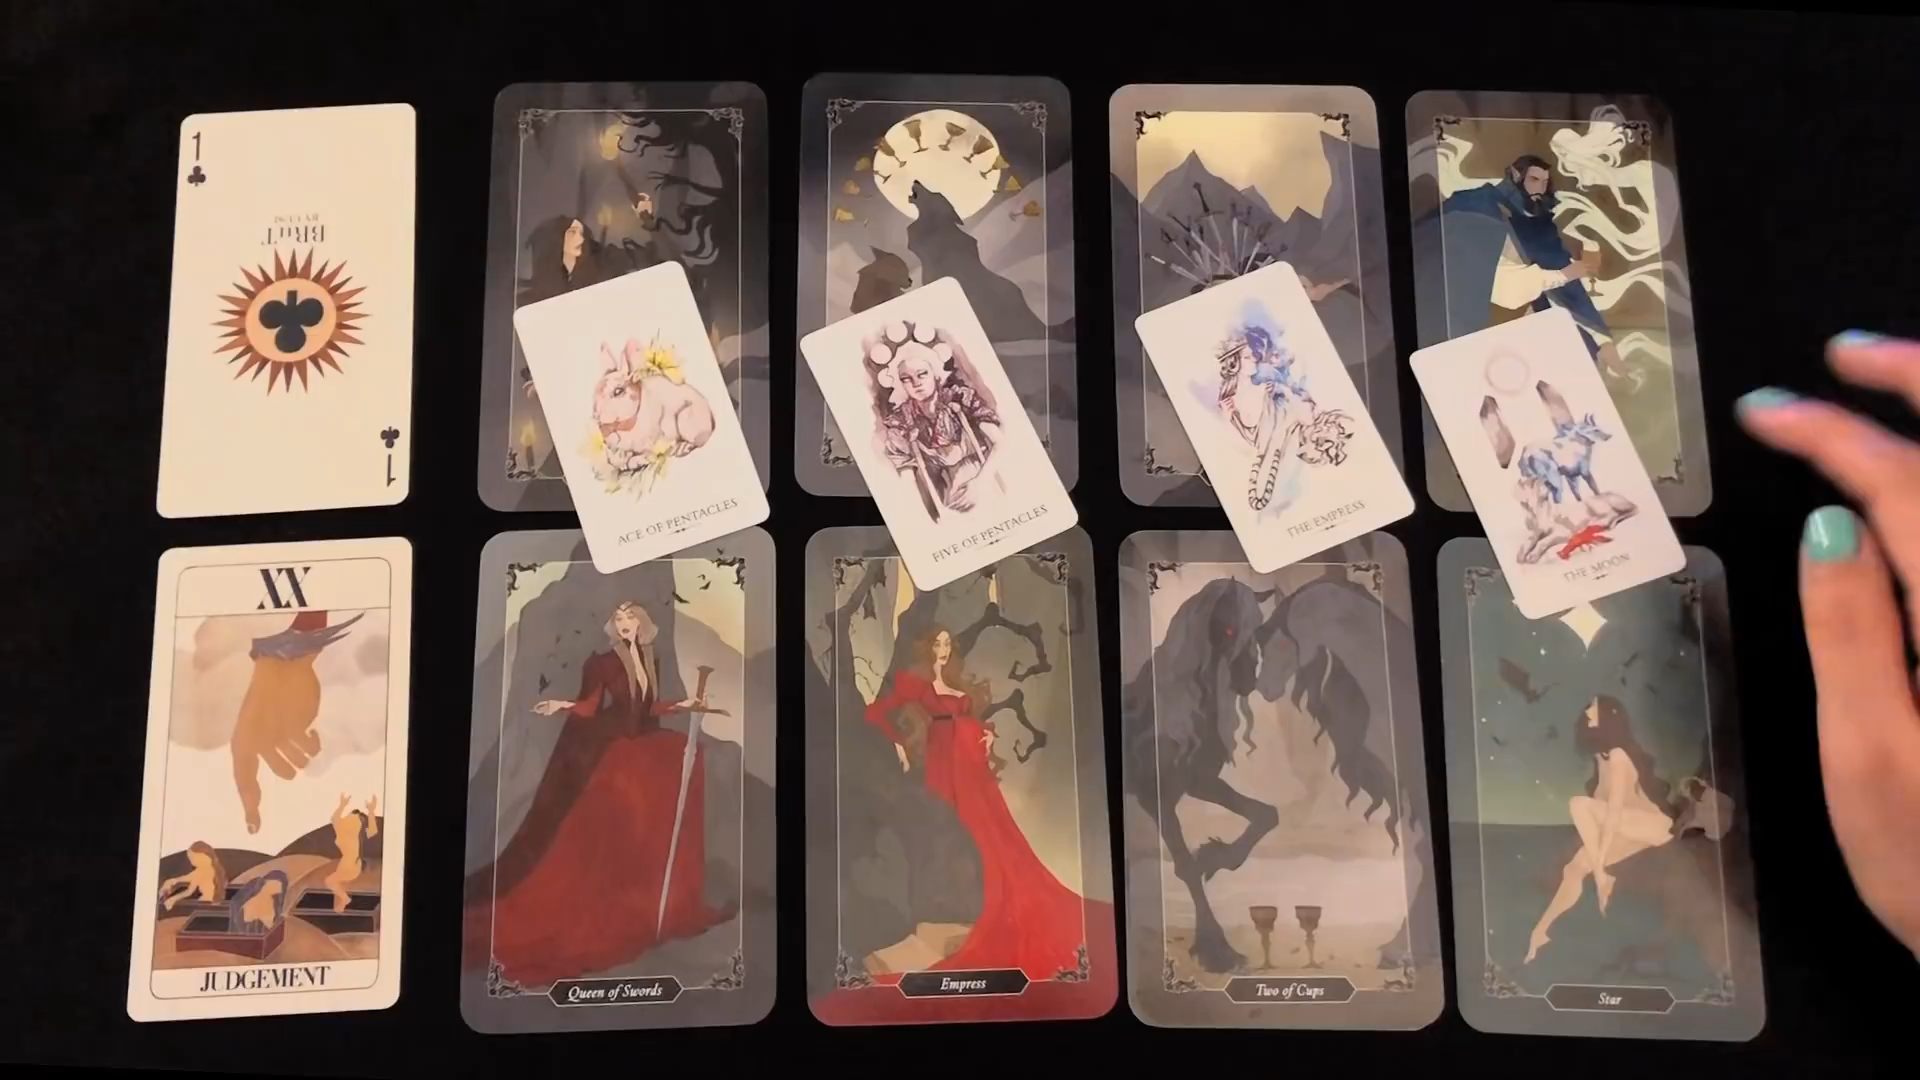 1
BRUT
1
ACE OF PENTACLES
FIVE OF PENTACLES
THE EMPRESS
THE MOON
XX
JUDGEMENT
Queen of Swords
Empress
Two of Cups
Star